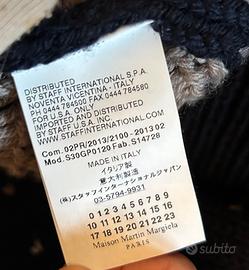 DISTRIBUTED
BY STAFF INTERNATIONAL S.P.A.
NOVENTA VICENTINA - ITALY
PH 0444 784500 FAX 0444 784580
FOR U.S.A. ONLY
IMPORTED AND DISTRIBUTED
BY STAFF U.S.A. INC.
WWW.STAFFINTERNATIONAL.COM
Com.02PR/2013/2100-201302
Mod.S30GP0120 Fab.S14728
MADE IN ITALY
イタリア製
意大利製造
(株)スタッフインターナショナルジャパン
03-5794-9931
0 1 2 3 4 5 6 7 8 9
10 11 12 13 14 15 16
17 18 19 20 21 22 23
Maison Martin Margiela
PARIS
subito